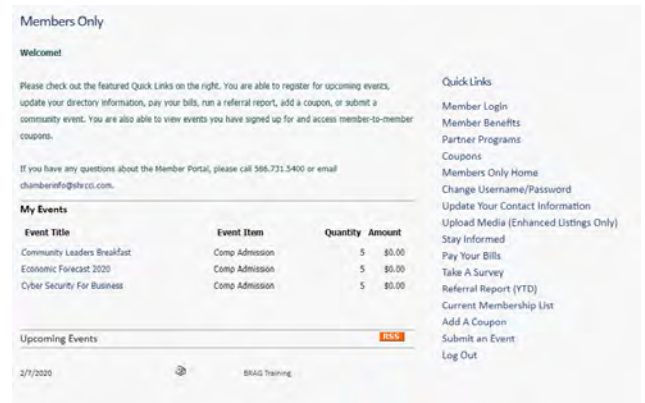 Members Only
Welcome!
Please check out the featured Quick Links on the right. You are able to register for upcoming events,
update your directory information, pay your bills, run a referral report, add a coupon, or submit a
community event. You are also able to view events you have signed up for and access member-to-member
coupons.
If you have any questions about the Member Portal, please call 586.731.5400 or email
chamberinfo@shrcci.com.
My Events
Event Title Event Item Quantity Amount
Community Leaders Breakfast Comp Admission 5 $0.00
Economic Forecast 2020 Comp Admission 5 $0.00
Cyber Security For Business Comp Admission 5 $0.00
Upcoming Events RSS
2/7/2020 BRAG Training
Quick Links
Member Login
Member Benefits
Partner Programs
Coupons
Members Only Home
Change Username/Password
Update Your Contact Information
Upload Media (Enhanced Listings Only)
Stay Informed
Pay Your Bills
Take A Survey
Referral Report (YTD)
Current Membership List
Add A Coupon
Submit an Event
Log Out